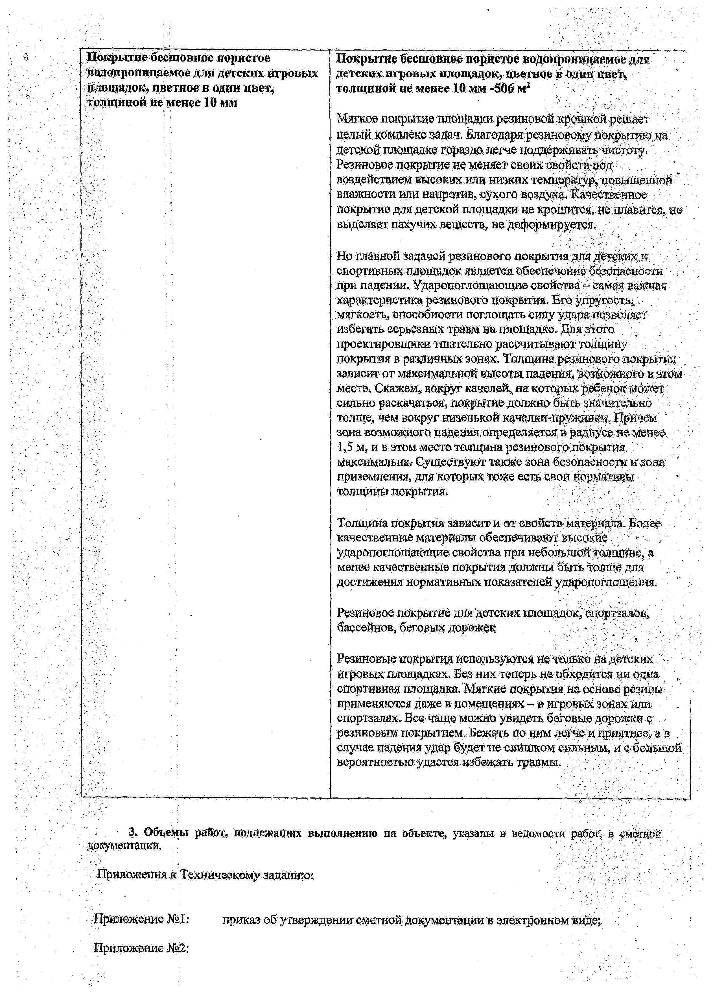 Покрытие бесшовное пористое
водопроницаемое для детских игровых
площадок, цветное в один цвет,
толщиной не менее 10 мм
Покрытие бесшовное пористое водопроницаемое для
детских игровых площадок, цветное в один цвет,
толщиной не менее 10 мм -506 м²
Мягкое покрытие площадки резиновой крошкой решает
целый комплекс задач. Благодаря резиновому покрытию на
детской площадке гораздо легче поддерживать чистоту.
Резиновое покрытие не меняет своих свойств под
воздействием высоких или низких температур, повышенной
влажности или напротив, сухого воздуха. Качественное
покрытие для детской площадки не крошится, не плавится, не
выделяет пахучих веществ, не деформируется.
Но главной задачей резинового покрытия для детских и
спортивных площадок является обеспечение безопасности
при падении. Ударопоглощающие свойства – самая важная
характеристика резинового покрытия. Его упругость,
мягкость, способности поглощать силу удара позволяет
избегать серьезных травм на площадке. Для этого
проектировщики тщательно рассчитывают толщину
покрытия в различных зонах. Толщина резинового покрытия
зависит от максимальной высоты падения, возможного в этом
месте. Скажем, вокруг качелей, на которых ребенок может
сильно раскачаться, покрытие должно быть значительно
толще, чем вокруг низенькой качалки-пружинки. Причем
зона возможного падения определяется в радиусе не менее
1,5 м, и в этом месте толщина резинового покрытия
максимальна. Существуют также зона безопасности и зона
приземления, для которых тоже есть свои нормативы
толщины покрытия.
Толщина покрытия зависит и от свойств материала. Более
качественные материалы обеспечивают высокие
ударопоглощающие свойства при небольшой толщине, а
менее качественные покрытия должны быть толще для
достижения нормативных показателей ударопоглощения.
Резиновое покрытие для детских площадок, спортзалов,
бассейнов, беговых дорожек
Резиновые покрытия используются не только на детских
игровых площадках. Без них теперь не обходится ни одна
спортивная площадка. Мягкие покрытия на основе резины
применяются даже в помещениях – в игровых зонах или
спортзалах. Все чаще можно увидеть беговые дорожки с
резиновым покрытием. Бежать по ним легче и приятнее, а в
случае падения удар будет не слишком сильным, и с большой
вероятностью удастся избежать травмы.
3. Объемы работ, подлежащих выполнению на объекте, указаны в ведомости работ, в сметной
документации.
Приложения к Техническому заданию:
Приложение №1: приказ об утверждении сметной документации в электронном виде;
Приложение №2: